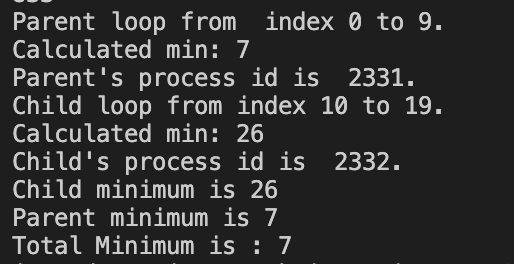 Parent loop from  index 0 to 9.
Calculated min: 7
Parent's process id is  2331.
Child loop from index 10 to 19.
Calculated min: 26
Child's process id is  2332.
Child minimum is 26
Parent minimum is 7
Total Minimum is : 7